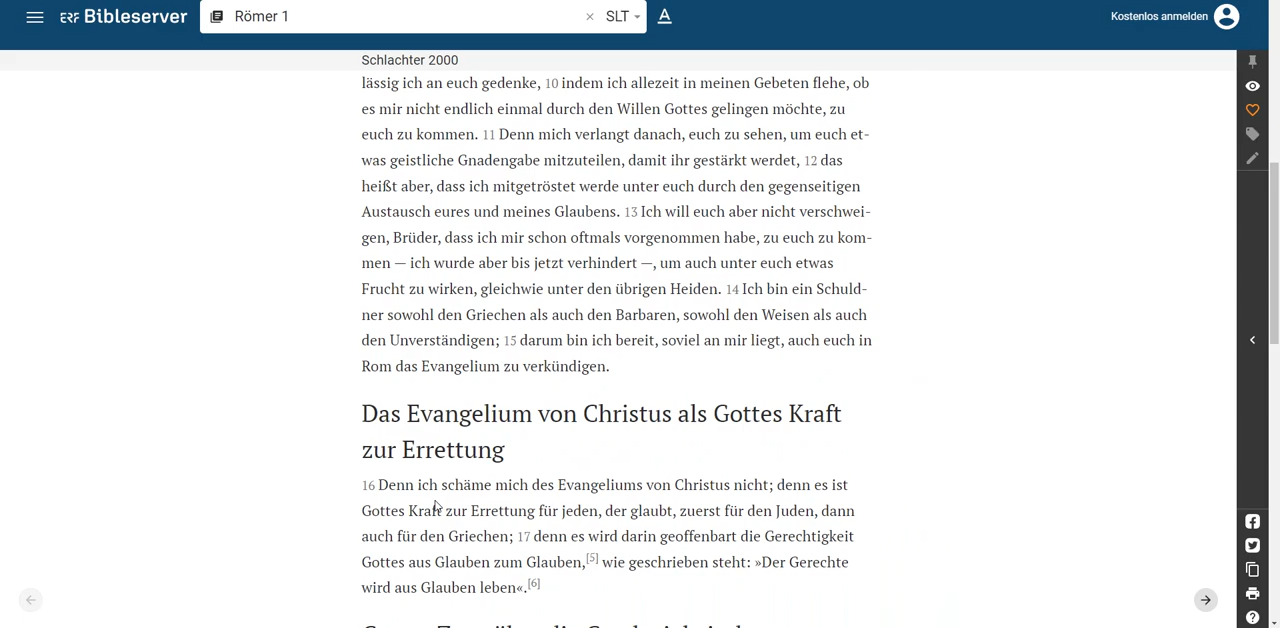 ERF Bibleserver
Römer 1
SLT
A
Kostenlos anmelden
Schlachter 2000
lässig ich an euch gedenke, 10 indem ich allezeit in meinen Gebeten flehe, ob
es mir nicht endlich einmal durch den Willen Gottes gelingen möchte, zu
euch zu kommen. 11 Denn mich verlangt danach, euch zu sehen, um euch et-
was geistliche Gnadengabe mitzuteilen, damit ihr gestärkt werdet, 12 das
heißt aber, dass ich mitgetröstet werde unter euch durch den gegenseitigen
Austausch eures und meines Glaubens. 13 Ich will euch aber nicht verschwei-
gen, Brüder, dass ich mir schon oftmals vorgenommen habe, zu euch zu kom-
men — ich wurde aber bis jetzt verhindert —, um auch unter euch etwas
Frucht zu wirken, gleichwie unter den übrigen Heiden. 14 Ich bin ein Schuld-
ner sowohl den Griechen als auch den Barbaren, sowohl den Weisen als auch
den Unverständigen; 15 darum bin ich bereit, soviel an mir liegt, auch euch in
Rom das Evangelium zu verkündigen.
Das Evangelium von Christus als Gottes Kraft
zur Errettung
16 Denn ich schäme mich des Evangeliums von Christus nicht; denn es ist
Gottes Kraft zur Errettung für jeden, der glaubt, zuerst für den Juden, dann
auch für den Griechen; 17 denn es wird darin geoffenbart die Gerechtigkeit
Gottes aus Glauben zum Glauben,[5] wie geschrieben steht: »Der Gerechte
wird aus Glauben leben«.[6]